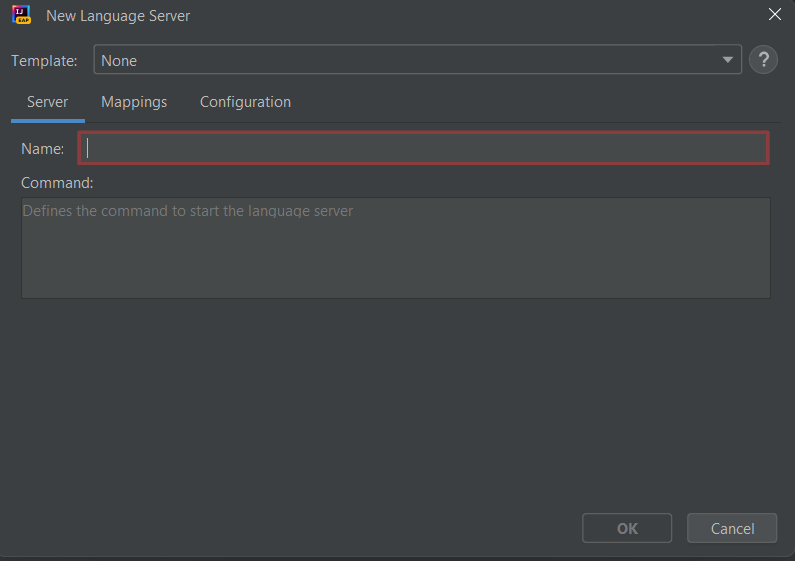 IJ
EAP
New Language Server
Template: None ?
Server Mappings Configuration
Name:
Command:
Defines the command to start the language server
OK Cancel